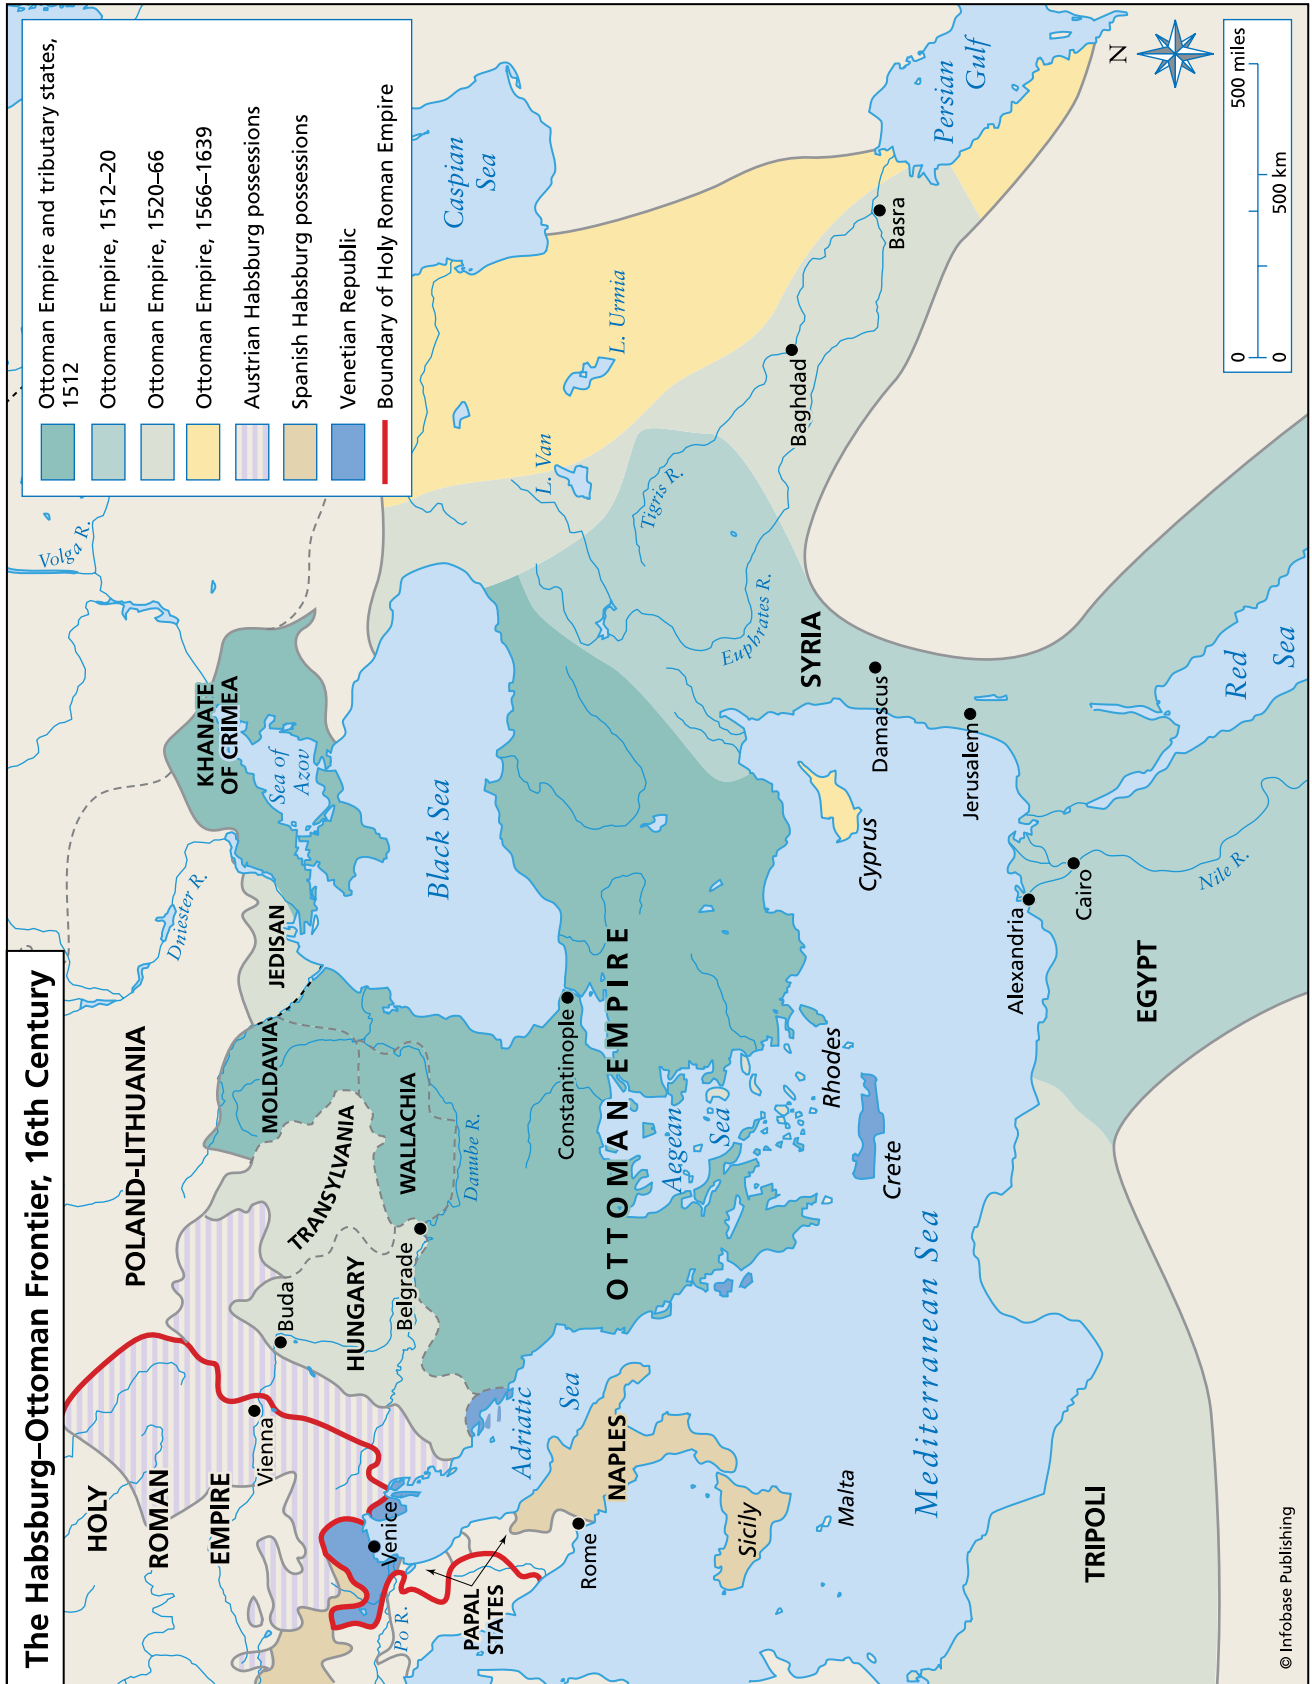 The Habsburg–Ottoman Frontier, 16th Century
Ottoman Empire and tributary states,
1512
Ottoman Empire, 1512–20
Ottoman Empire, 1520–66
Ottoman Empire, 1566–1639
Austrian Habsburg possessions
Spanish Habsburg possessions
Venetian Republic
Boundary of Holy Roman Empire
HOLY
ROMAN
EMPIRE
POLAND-LITHUANIA
Vienna
Buda
HUNGARY
TRANSYLVANIA
MOLDAVIA
WALLACHIA
JEDISAN
KHANATE
OF CRIMEA
Sea of
Azov
Dniester R.
Volga R.
Belgrade
Danube R.
Black Sea
Caspian
Sea
Venice
Po R.
PAPAL
STATES
Rome
Adriatic
Sea
NAPLES
Sicily
Malta
Constantinople
OTTOMAN EMPIRE
Aegean
Sea
Rhodes
Crete
Cyprus
Mediterranean Sea
L. Van
L. Urmia
Tigris R.
Euphrates R.
SYRIA
Damascus
Jerusalem
Baghdad
Basra
Persian
Gulf
Alexandria
Cairo
Nile R.
EGYPT
Red
Sea
TRIPOLI
N
0
500 miles
0
500 km
© Infobase Publishing